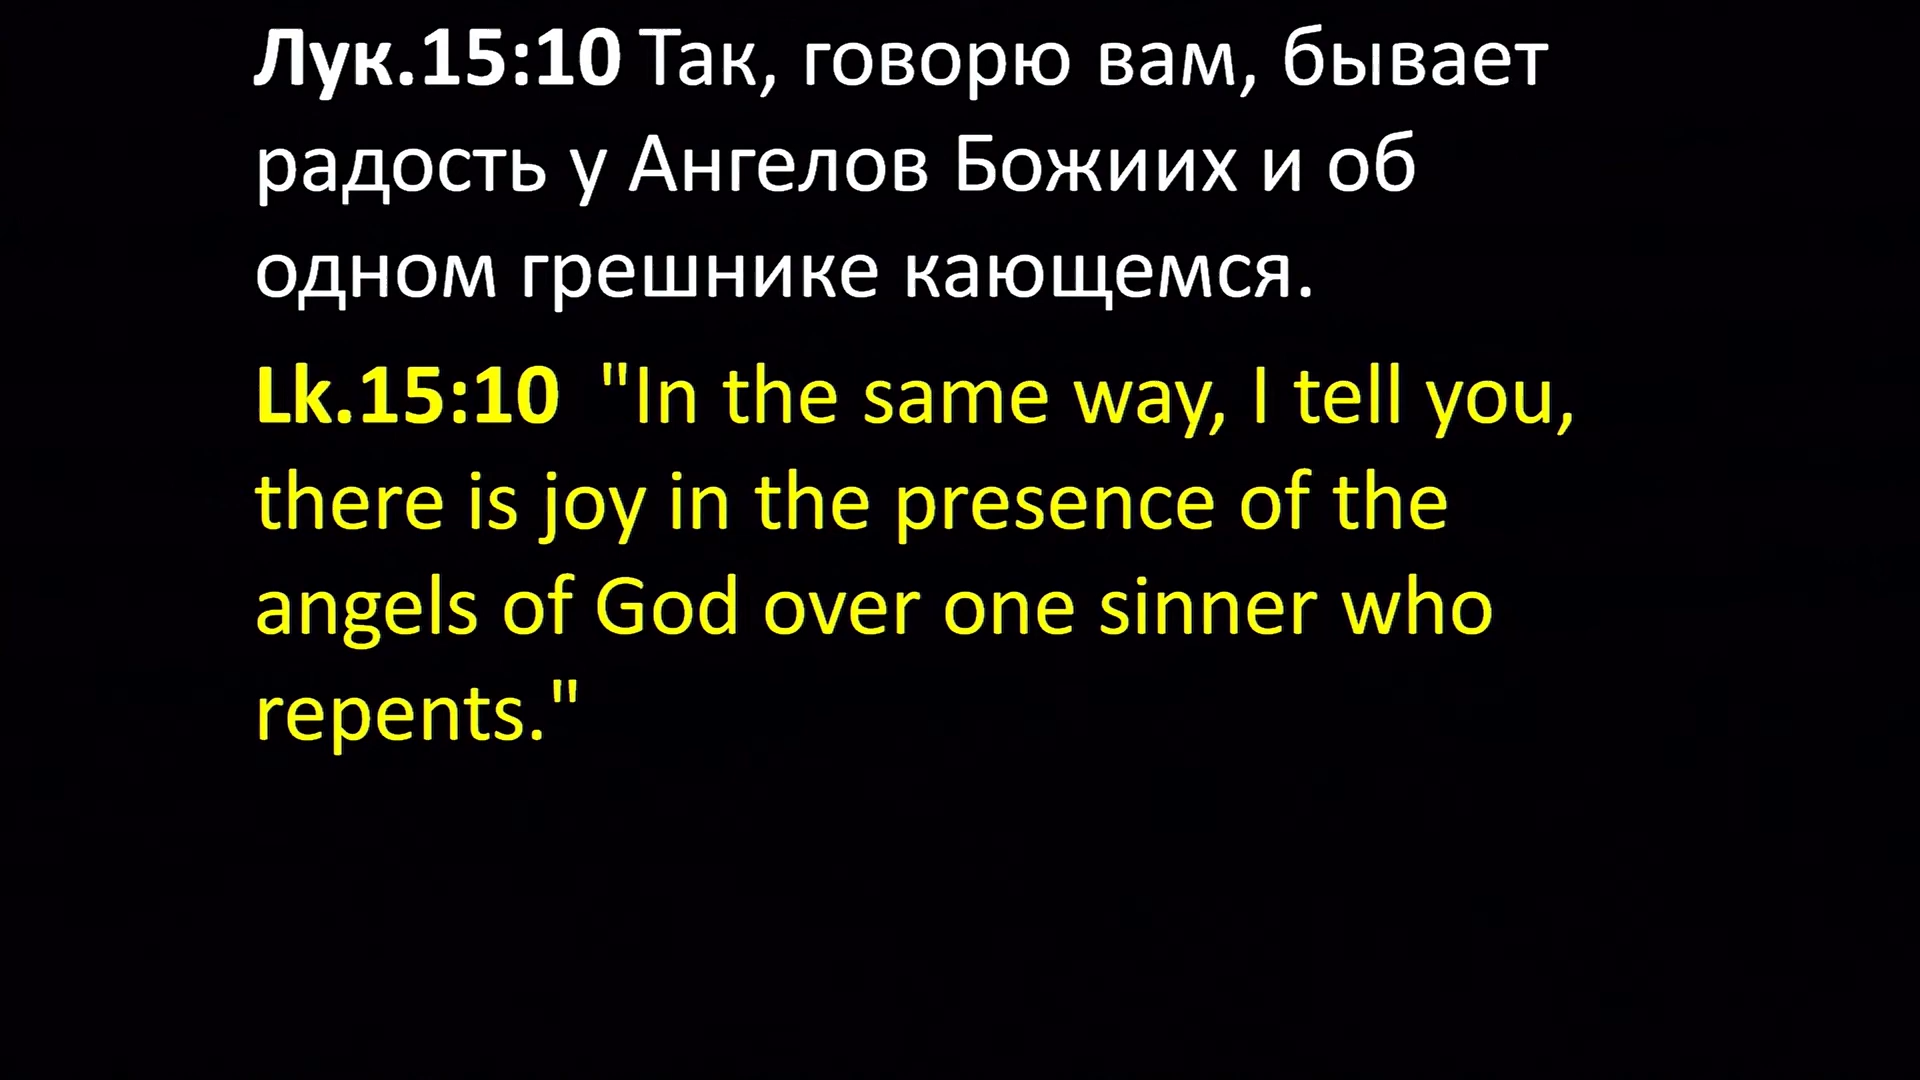 Лук.15:10 Так, говорю вам, бывает
радость у Ангелов Божиих и об
одном грешнике кающемся.
Lk.15:10 "In the same way, I tell you,
there is joy in the presence of the
angels of God over one sinner who
repents."